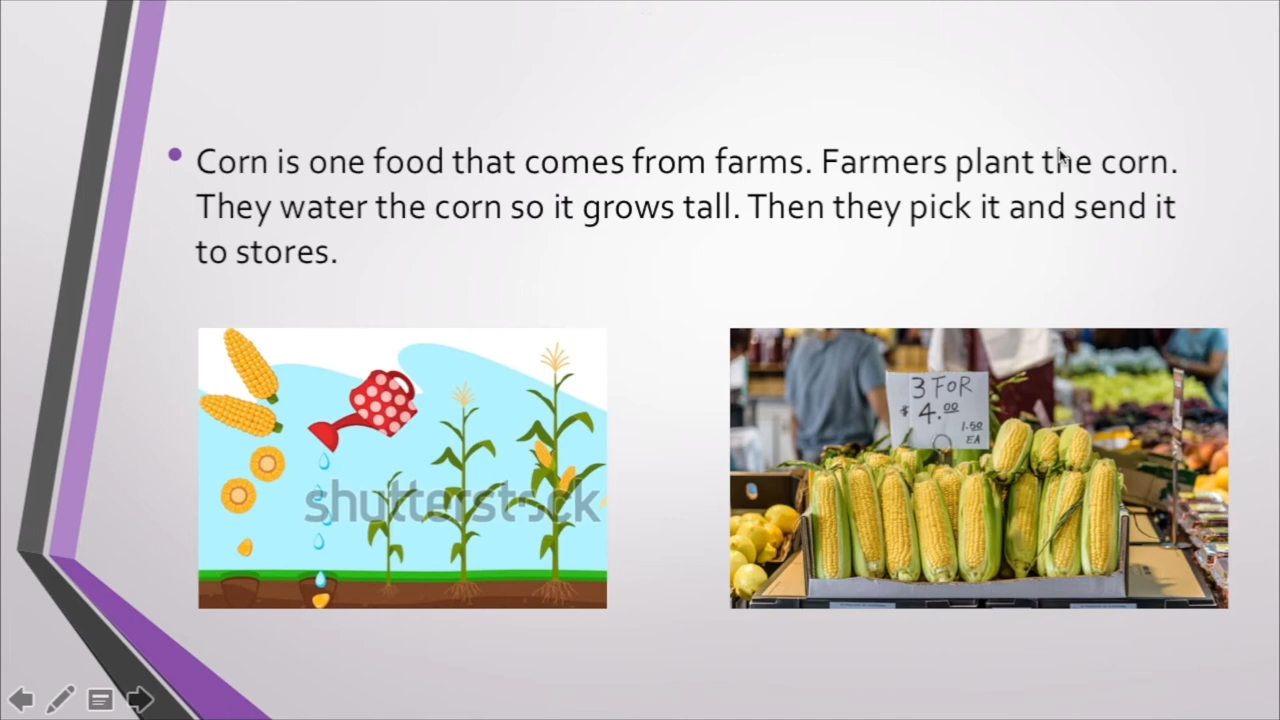 Corn is one food that comes from farms. Farmers plant the corn.
They water the corn so it grows tall. Then they pick it and send it
to stores.
shutterstock
3 FOR
$ 4.00
1.50
EA